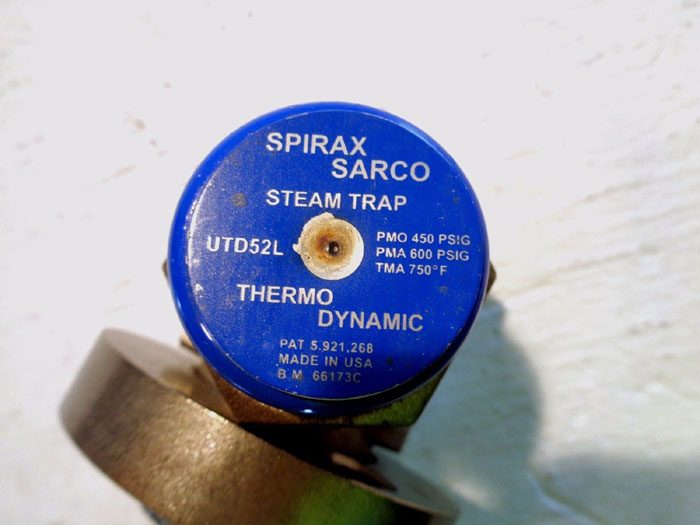 SPIRAX
SARCO
STEAM TRAP
UTD52L
PMO 450 PSIG
PMA 600 PSIG
TMA 750°F
THERMO
DYNAMIC
PAT 5,921,268
MADE IN USA
B.M. 66173C